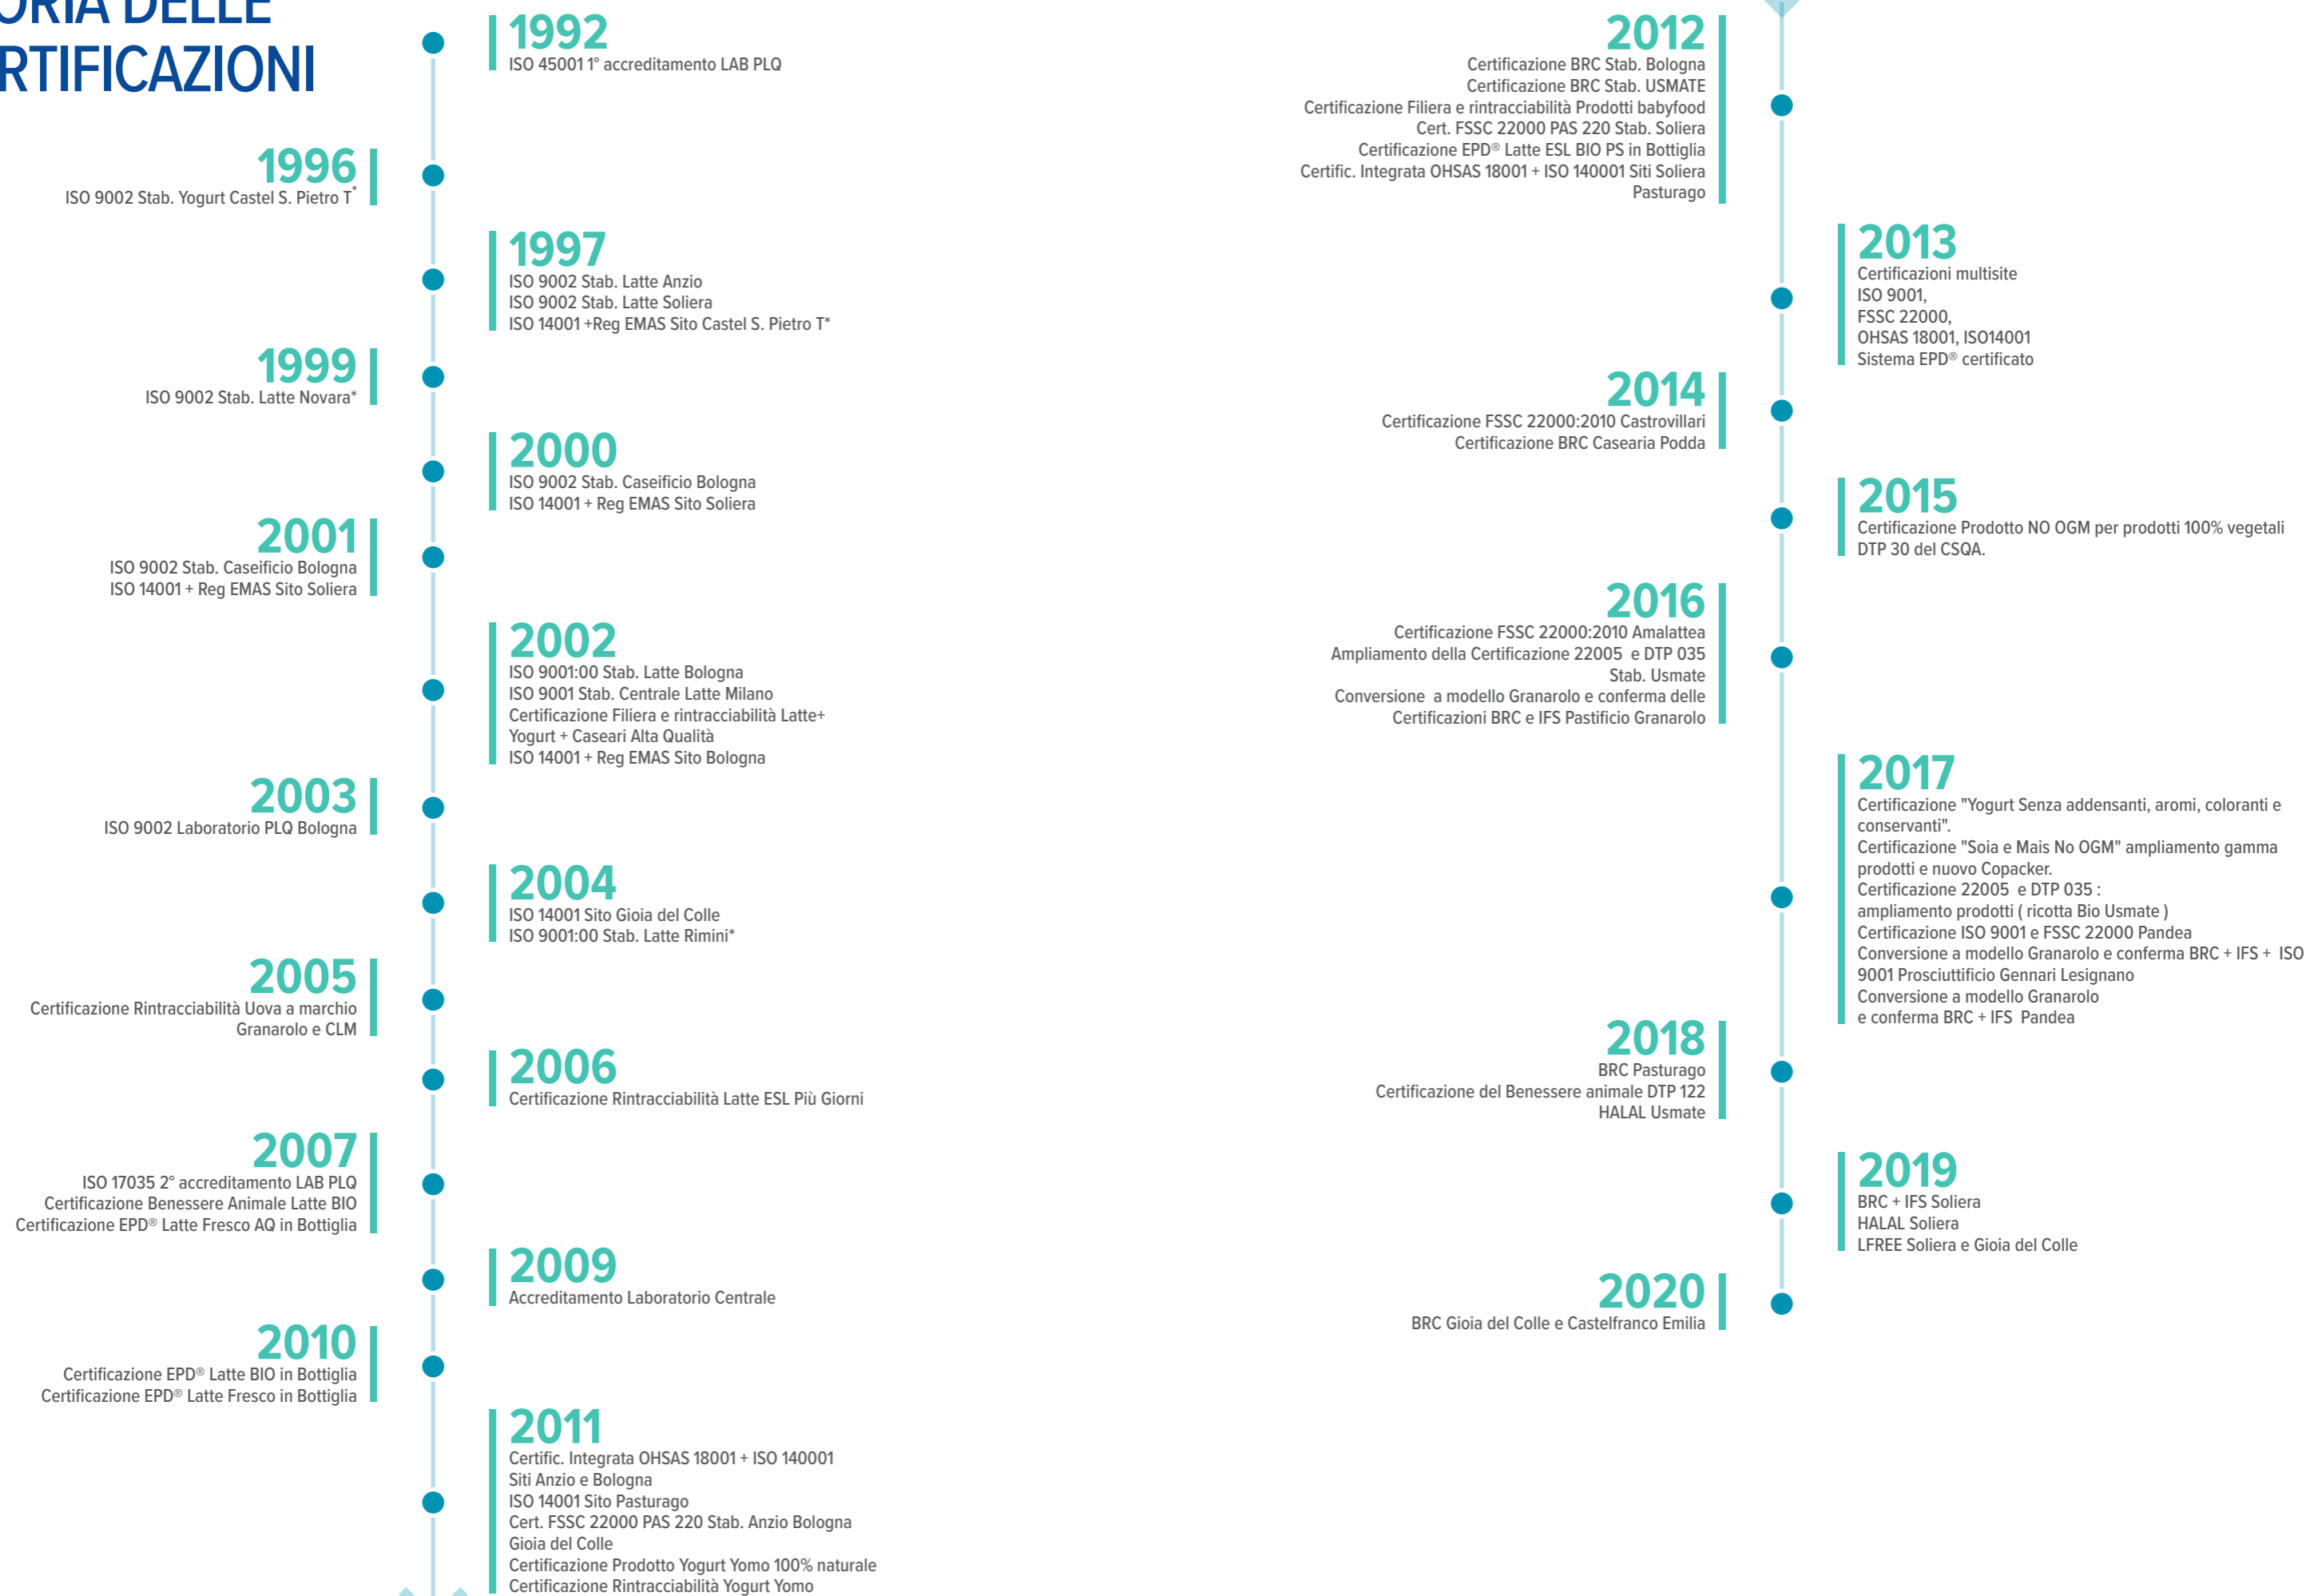 ORIA DELLE
RTIFICAZIONI
1992
ISO 45001 1° accreditamento LAB PLQ
1996
ISO 9002 Stab. Yogurt Castel S. Pietro T*
1997
ISO 9002 Stab. Latte Anzio
ISO 9002 Stab. Latte Soliera
ISO 14001 +Reg EMAS Sito Castel S. Pietro T*
1999
ISO 9002 Stab. Latte Novara*
2000
ISO 9002 Stab. Caseificio Bologna
ISO 14001 + Reg EMAS Sito Soliera
2001
ISO 9002 Stab. Caseificio Bologna
ISO 14001 + Reg EMAS Sito Soliera
2002
ISO 9001:00 Stab. Latte Bologna
ISO 9001 Stab. Centrale Latte Milano
Certificazione Filiera e rintracciabilità Latte+
Yogurt + Caseari Alta Qualità
ISO 14001 + Reg EMAS Sito Bologna
2003
ISO 9002 Laboratorio PLQ Bologna
2004
ISO 14001 Sito Gioia del Colle
ISO 9001:00 Stab. Latte Rimini*
2005
Certificazione Rintracciabilità Uova a marchio
Granarolo e CLM
2006
Certificazione Rintracciabilità Latte ESL Più Giorni
2007
ISO 17035 2° accreditamento LAB PLQ
Certificazione Benessere Animale Latte BIO
Certificazione EPD® Latte Fresco AQ in Bottiglia
2009
Accreditamento Laboratorio Centrale
2010
Certificazione EPD® Latte BIO in Bottiglia
Certificazione EPD® Latte Fresco in Bottiglia
2011
Certific. Integrata OHSAS 18001 + ISO 140001
Siti Anzio e Bologna
ISO 14001 Sito Pasturago
Cert. FSSC 22000 PAS 220 Stab. Anzio Bologna
Gioia del Colle
Certificazione Prodotto Yogurt Yomo 100% naturale
Certificazione Rintracciabilità Yogurt Yomo
2012
Certificazione BRC Stab. Bologna
Certificazione BRC Stab. USMATE
Certificazione Filiera e rintracciabilità Prodotti babyfood
Cert. FSSC 22000 PAS 220 Stab. Soliera
Certificazione EPD® Latte ESL BIO PS in Bottiglia
Certific. Integrata OHSAS 18001 + ISO 140001 Siti Soliera
Pasturago
2013
Certificazioni multisite
ISO 9001,
FSSC 22000,
OHSAS 18001, ISO14001
Sistema EPD® certificato
2014
Certificazione FSSC 22000:2010 Castrovillari
Certificazione BRC Casearia Podda
2015
Certificazione Prodotto NO OGM per prodotti 100% vegetali
DTP 30 del CSQA.
2016
Certificazione FSSC 22000:2010 Amalattea
Ampliamento della Certificazione 22005 e DTP 035
Stab. Usmate
Conversione a modello Granarolo e conferma delle
Certificazioni BRC e IFS Pastificio Granarolo
2017
Certificazione "Yogurt Senza addensanti, aromi, coloranti e
conservanti".
Certificazione "Soia e Mais No OGM" ampliamento gamma
prodotti e nuovo Copacker.
Certificazione 22005 e DTP 035 :
ampliamento prodotti ( ricotta Bio Usmate )
Certificazione ISO 9001 e FSSC 22000 Pandea
Conversione a modello Granarolo e conferma BRC + IFS + ISO
9001 Prosciuttificio Gennari Lesignano
Conversione a modello Granarolo
e conferma BRC + IFS Pandea
2018
BRC Pasturago
Certificazione del Benessere animale DTP 122
HALAL Usmate
2019
BRC + IFS Soliera
HALAL Soliera
LFREE Soliera e Gioia del Colle
2020
BRC Gioia del Colle e Castelfranco Emilia